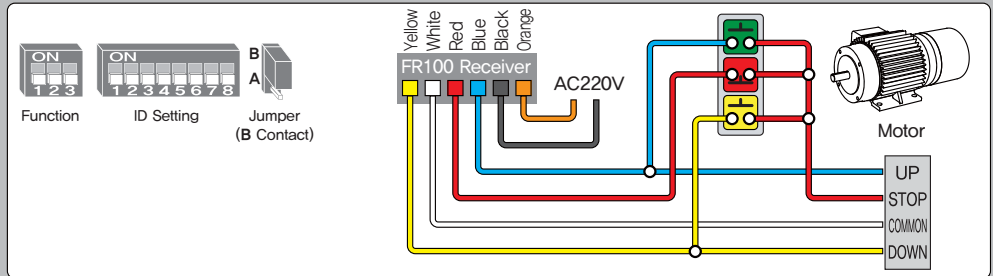 ON
1 2 3
Function
ON
1 2 3 4 5 6 7 8
ID Setting
B
A
Jumper
(B Contact)
Yellow
White
Red
Blue
Black
Orange
FR100 Receiver
AC220V
Motor
UP
STOP
COMMON
DOWN